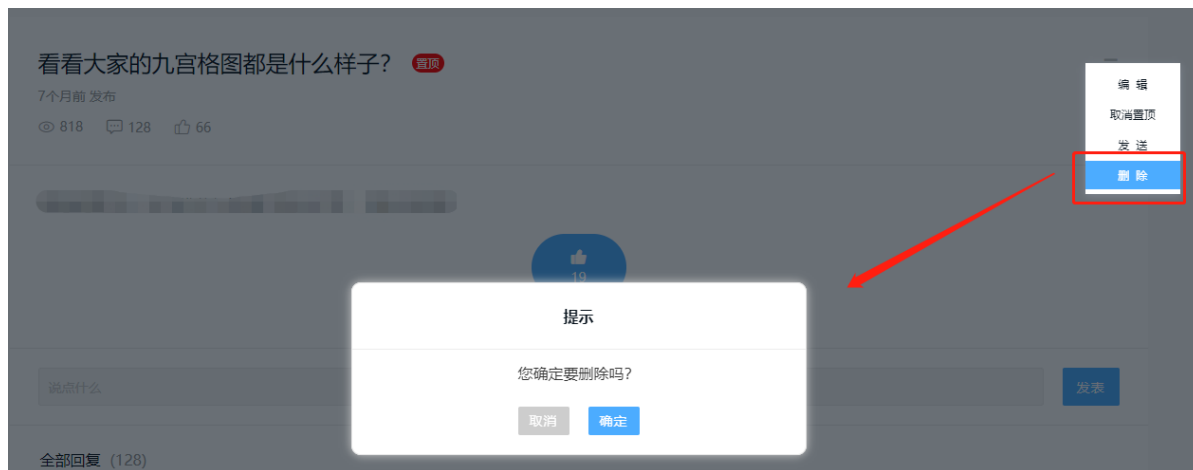 看看大家的九宫格图都是什么样子? 置顶
7个月前 发布
818 128 66
编 辑
取消置顶
发 送
删 除
19
提示
您确定要删除吗?
取消 确定
说点什么
发表
全部回复 (128)